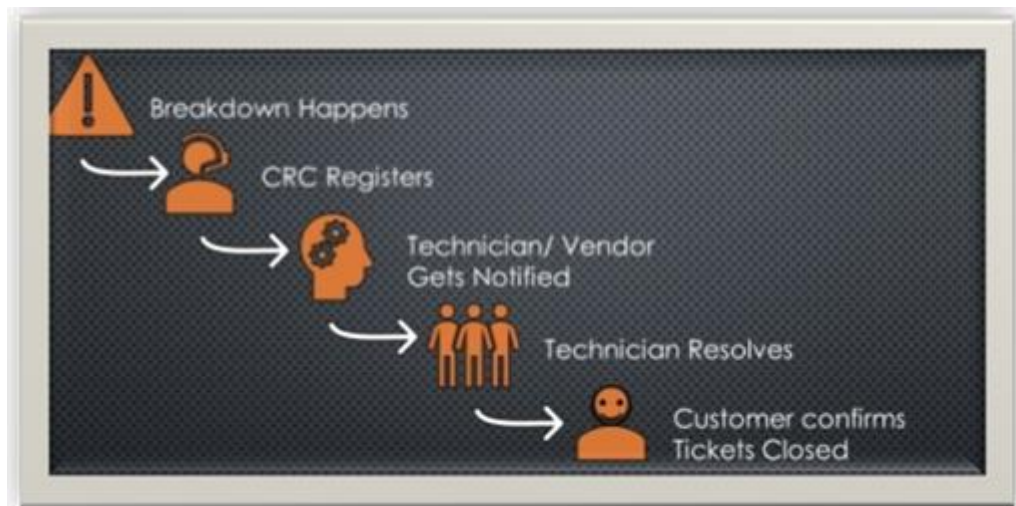 Breakdown Happens
CRC Registers
Technician/ Vendor
Gets Notified
Technician Resolves
Customer confirms
Tickets Closed